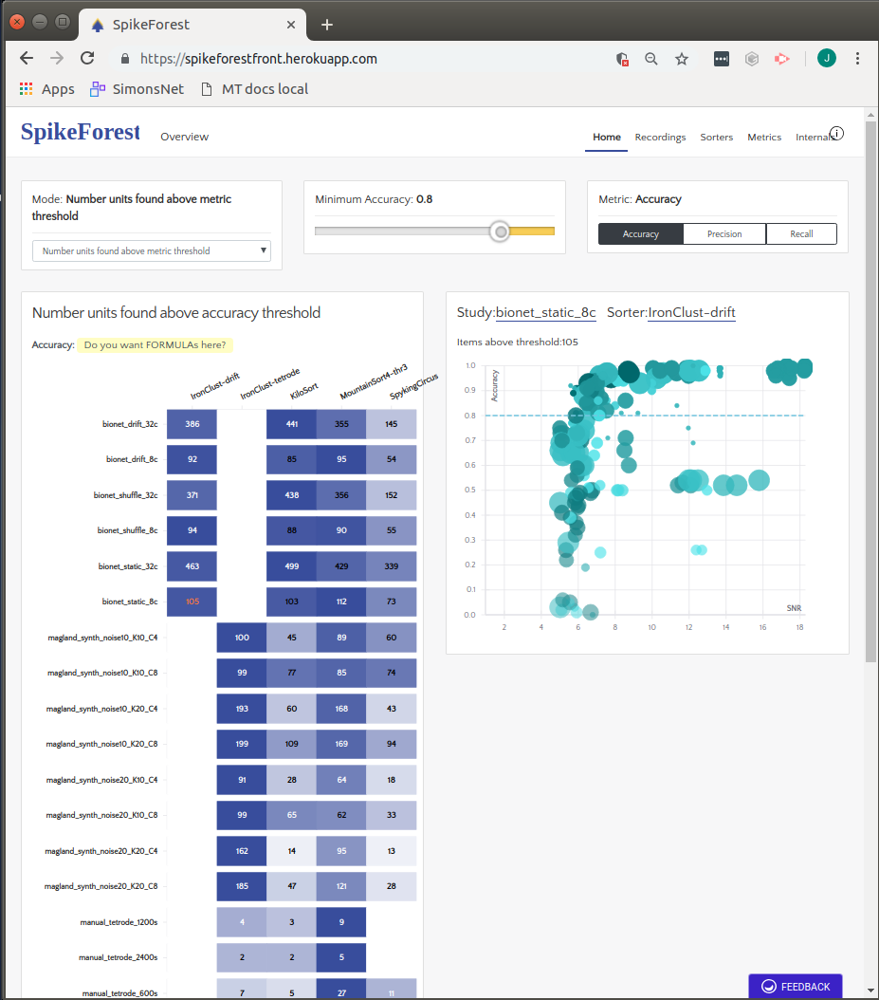 SpikeForest
https://spikeforestfront.herokuapp.com
J
Apps SimonsNet MT docs local
SpikeForest Overview Home Recordings Sorters Metrics Internals
Mode: Number units found above metric
threshold
Number units found above metric threshold
Minimum Accuracy: 0.8
Metric: Accuracy
Accuracy Precision Recall
Number units found above accuracy threshold
Accuracy: Do you want FORMULAs here?
IronClust-drift IronClust-tetrode KiloSort MountainSort4-thr3 SpykingCircus
bionet_drift_32c 386 441 355 145
bionet_drift_8c 92 85 95 54
bionet_shuffle_32c 371 438 356 152
bionet_shuffle_8c 94 88 90 55
bionet_static_32c 463 499 429 339
bionet_static_8c 105 103 112 73
magland_synth_noise10_K10_C4 100 45 89 60
magland_synth_noise10_K10_C8 99 77 85 74
magland_synth_noise10_K20_C4 193 60 168 43
magland_synth_noise10_K20_C8 199 109 169 94
magland_synth_noise20_K10_C4 91 28 64 18
magland_synth_noise20_K10_C8 99 65 62 33
magland_synth_noise20_K20_C4 162 14 95 13
magland_synth_noise20_K20_C8 185 47 121 28
manual_tetrode_1200s 4 3 9
manual_tetrode_2400s 2 2 5
manual_tetrode_600s 7 5 27 11
Study:bionet_static_8c Sorter:IronClust-drift
Items above threshold:105
Accuracy
1.0
0.9
0.8
0.7
0.6
0.5
0.4
0.3
0.2
0.1
0.0
SNR
2 4 6 8 10 12 14 16 18
FEEDBACK